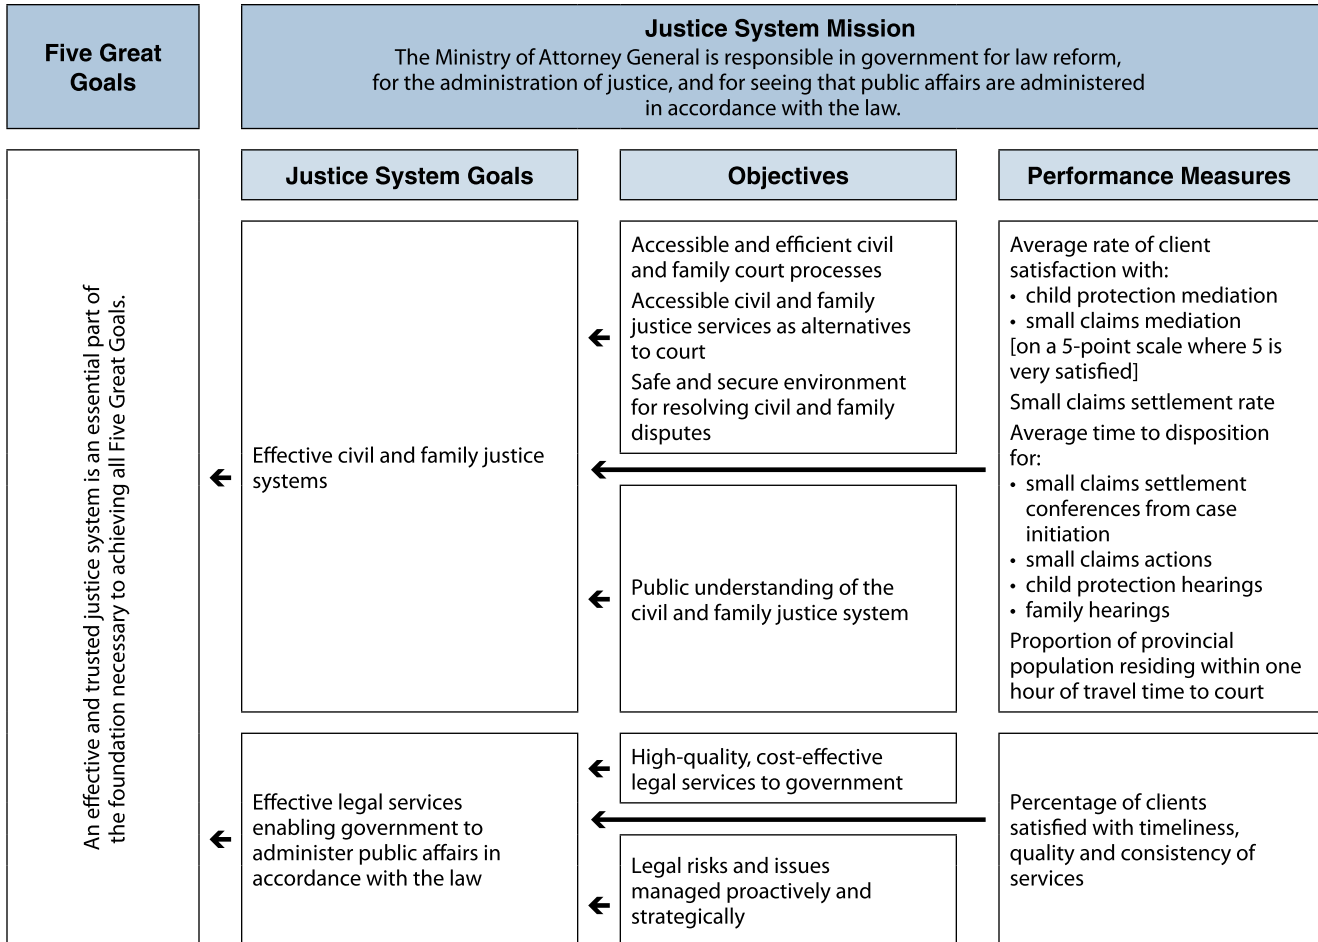 Five Great
Goals
Justice System Mission
The Ministry of Attorney General is responsible in government for law reform,
for the administration of justice, and for seeing that public affairs are administered
in accordance with the law.
An effective and trusted justice system is an essential part of
the foundation necessary to achieving all Five Great Goals.
Justice System Goals
Objectives
Performance Measures
Effective civil and family justice
systems
Accessible and efficient civil
and family court processes
Accessible civil and family
justice services as alternatives
to court
Safe and secure environment
for resolving civil and family
disputes
Public understanding of the
civil and family justice system
Average rate of client
satisfaction with:
• child protection mediation
• small claims mediation
[on a 5-point scale where 5 is
very satisfied]
Small claims settlement rate
Average time to disposition
for:
• small claims settlement
conferences from case
initiation
• small claims actions
• child protection hearings
• family hearings
Proportion of provincial
population residing within one
hour of travel time to court
Effective legal services
enabling government to
administer public affairs in
accordance with the law
High-quality, cost-effective
legal services to government
Legal risks and issues
managed proactively and
strategically
Percentage of clients
satisfied with timeliness,
quality and consistency of
services